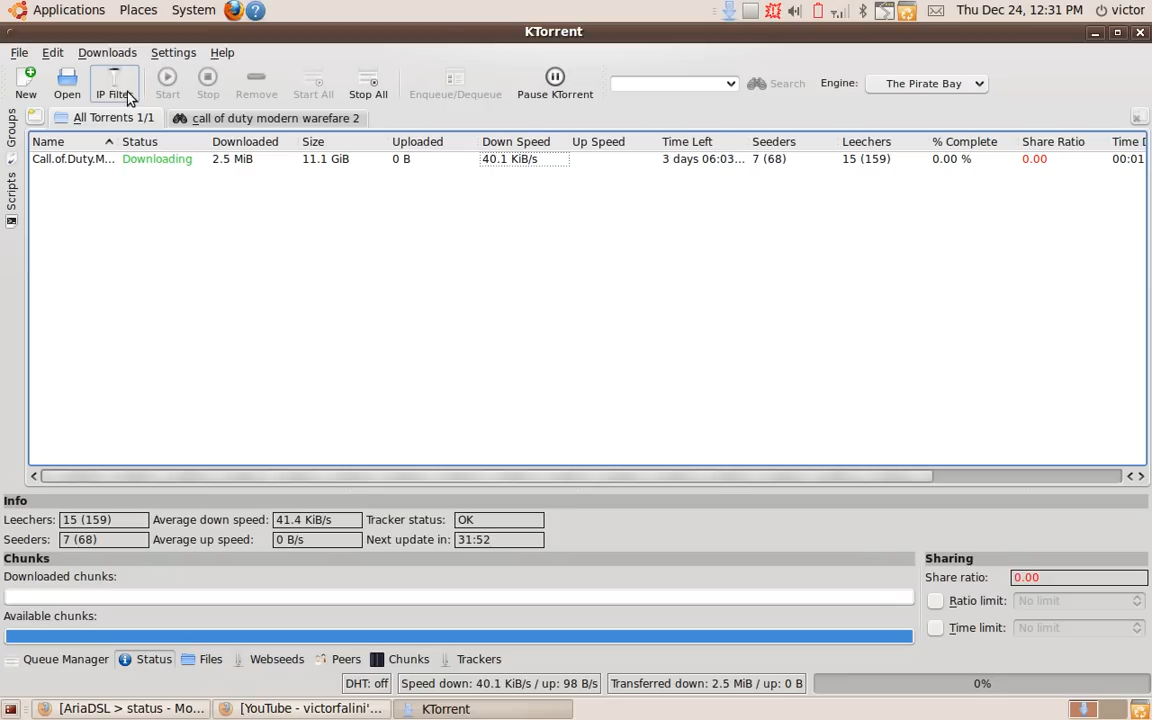 Applications Places System Thu Dec 24, 12:31 PM victor
KTorrent
File Edit Downloads Settings Help
New Open IP Filter Start Stop Remove Start All Stop All Enqueue/Dequeue Pause KTorrent Search Engine: The Pirate Bay
Groups
Scripts
All Torrents 1/1 call of duty modern warefare 2
Name Status Downloaded Size Uploaded Down Speed Up Speed Time Left Seeders Leechers % Complete Share Ratio Time D
Call.of.Duty.M... Downloading 2.5 MiB 11.1 GiB 0 B 40.1 KiB/s 3 days 06:03... 7 (68) 15 (159) 0.00 % 0.00 00:01
Info
Leechers: 15 (159) Average down speed: 41.4 KiB/s Tracker status: OK
Seeders: 7 (68) Average up speed: 0 B/s Next update in: 31:52
Chunks Sharing
Downloaded chunks: Share ratio: 0.00
Ratio limit: No limit
Available chunks: Time limit: No limit
Queue Manager Status Files Webseeds Peers Chunks Trackers
DHT: off Speed down: 40.1 KiB/s / up: 98 B/s Transferred down: 2.5 MiB / up: 0 B 0%
[AriaDSL > status - Mo... [YouTube - victorfalini'... KTorrent